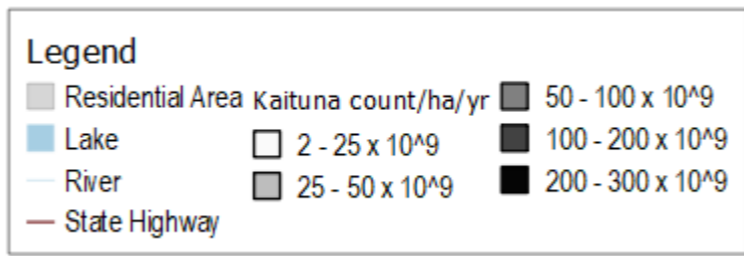 Legend
Residential Area
Lake
River
State Highway
Kaituna count/ha/yr
2 - 25 x 10^9
25 - 50 x 10^9
50 - 100 x 10^9
100 - 200 x 10^9
200 - 300 x 10^9